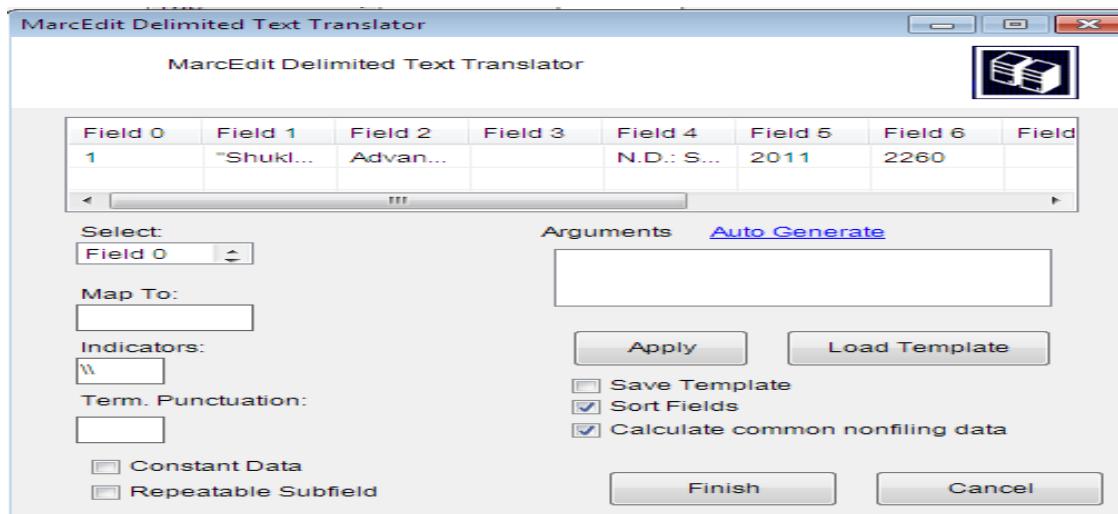 MarcEdit Delimited Text Translator
MarcEdit Delimited Text Translator
Field 0 Field 1 Field 2 Field 3 Field 4 Field 5 Field 6 Field
1 "Shukl... Advan... N.D.: S... 2011 2260
Select:
Field 0
Arguments Auto Generate
Map To:
Indicators:
\\
Term. Punctuation:
Apply Load Template
Save Template
Sort Fields
Calculate common nonfiling data
Constant Data
Repeatable Subfield
Finish Cancel